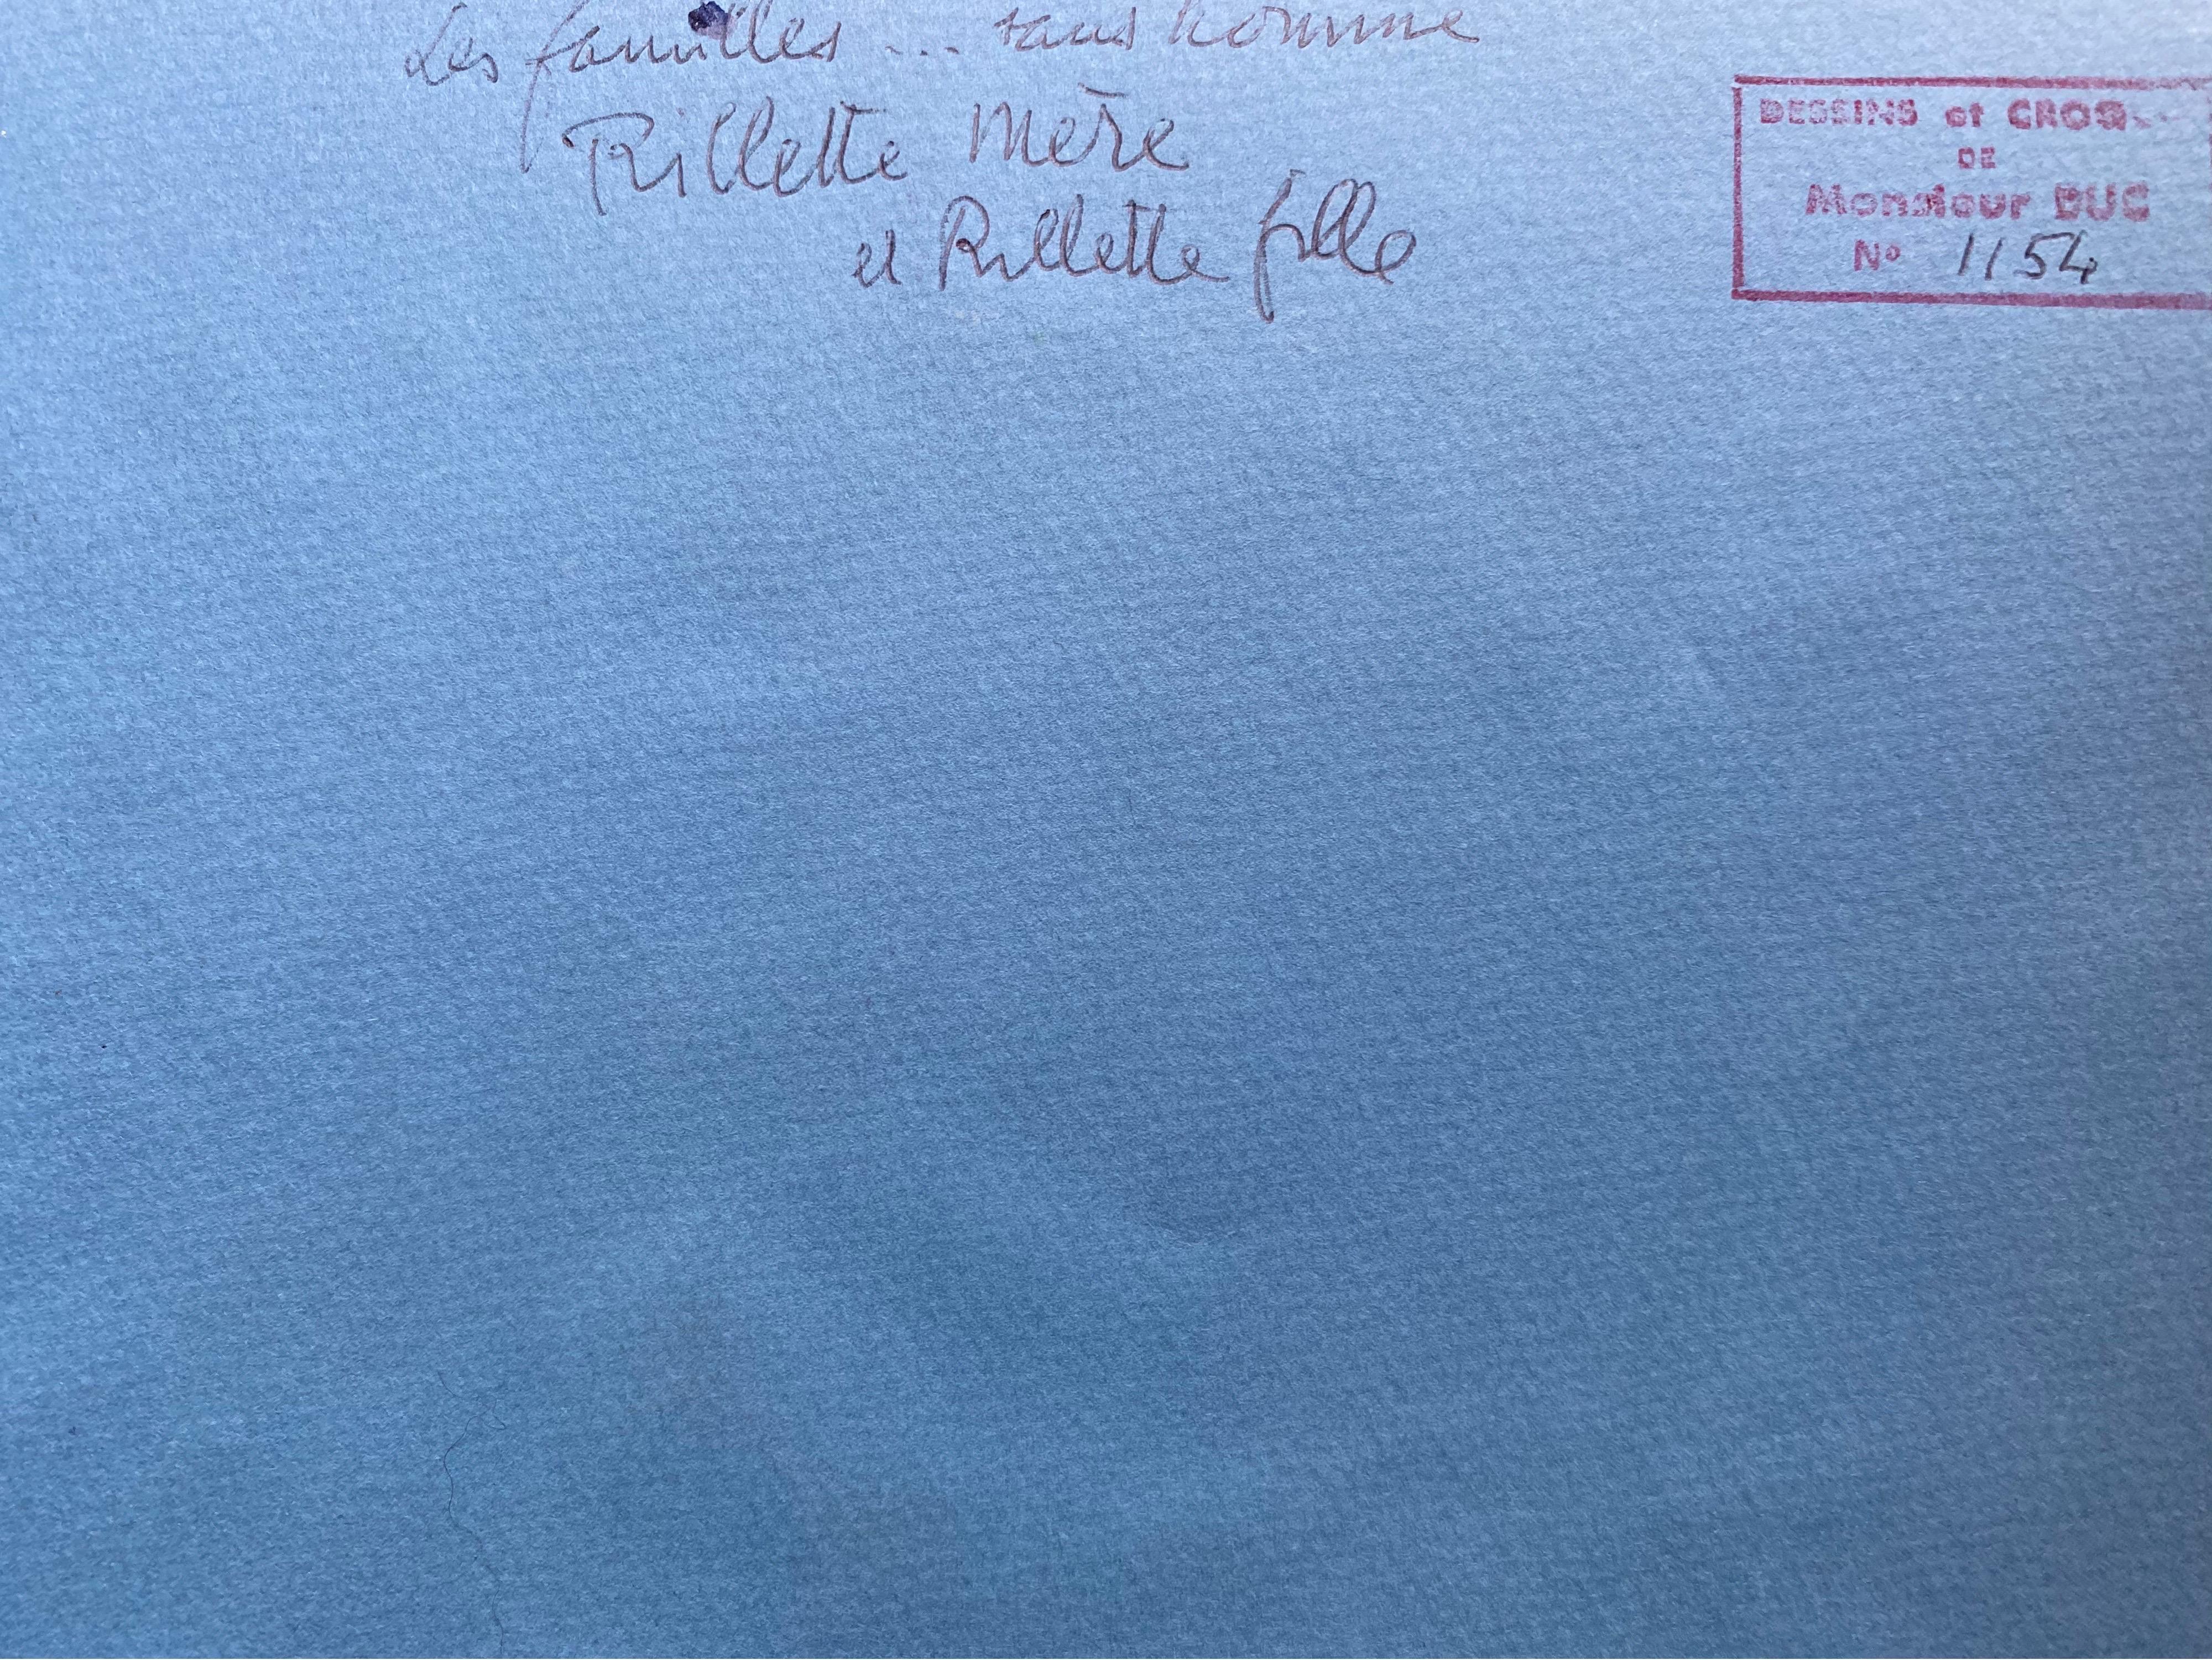 Les familles ... sans homme
Rillette Mère
et Rillette fille
DESSINS et CROQ
DE
Monsieur DUC
Nº 1154